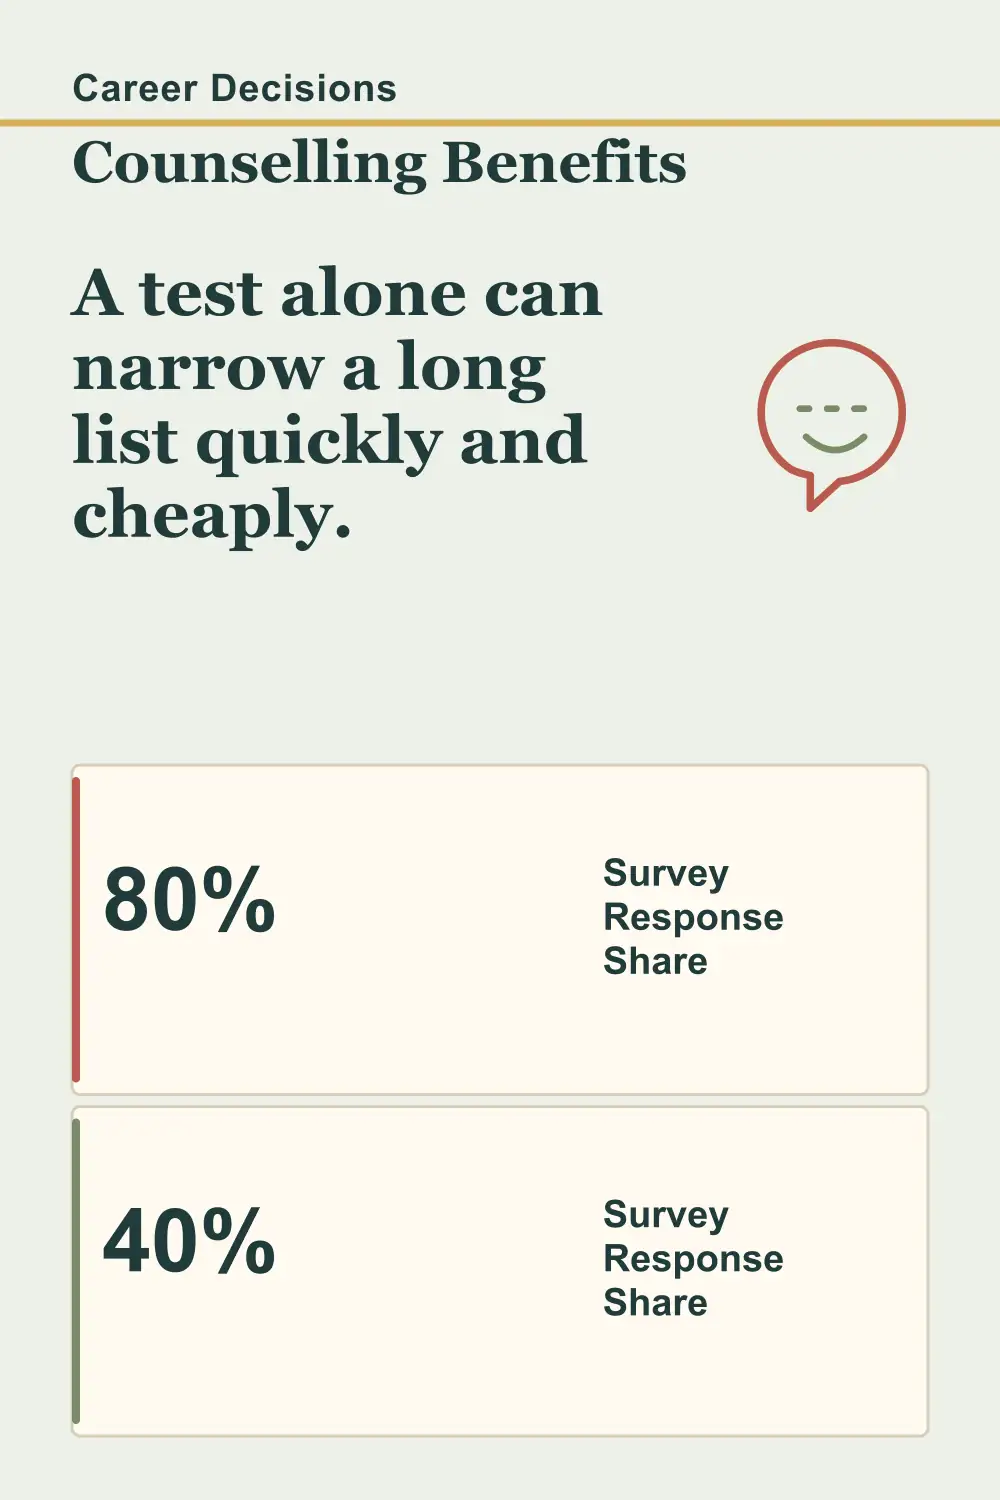 Career Decisions
Counselling Benefits
A test alone can
narrow a long
list quickly and
cheaply.
80%
Survey
Response
Share
40%
Survey
Response
Share